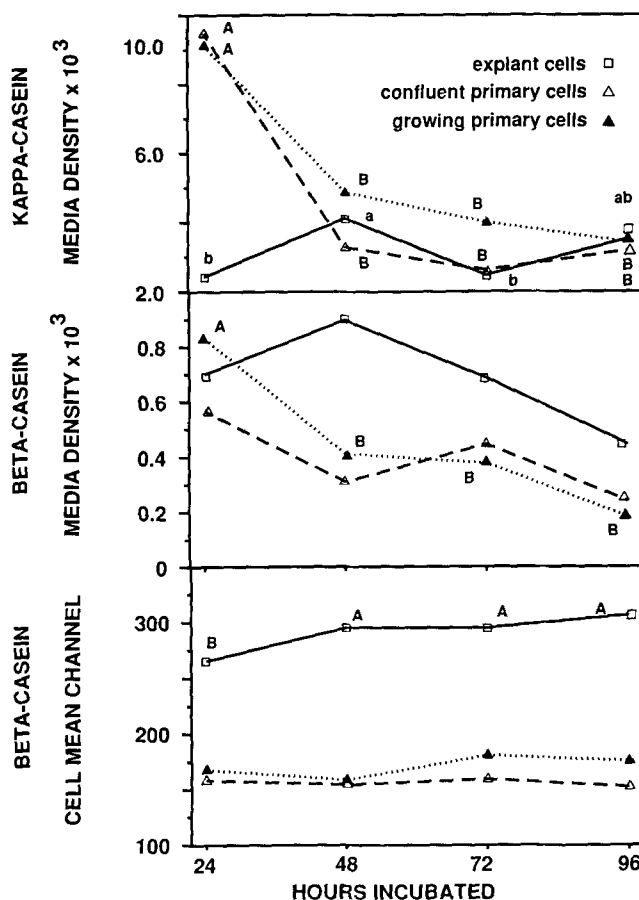 KAPPA-CASEIN
MEDIA DENSITY x 10³
10.0
6.0
2.0
A
A
explant cells
confluent primary cells
growing primary cells
B
B
ab
a
b
B
B
b
B
B
BETA-CASEIN
MEDIA DENSITY x 10³
0.8
0.6
0.4
0.2
0
A
B
B
B
BETA-CASEIN
CELL MEAN CHANNEL
300
200
100
B
A
A
A
24
48
72
96
HOURS INCUBATED